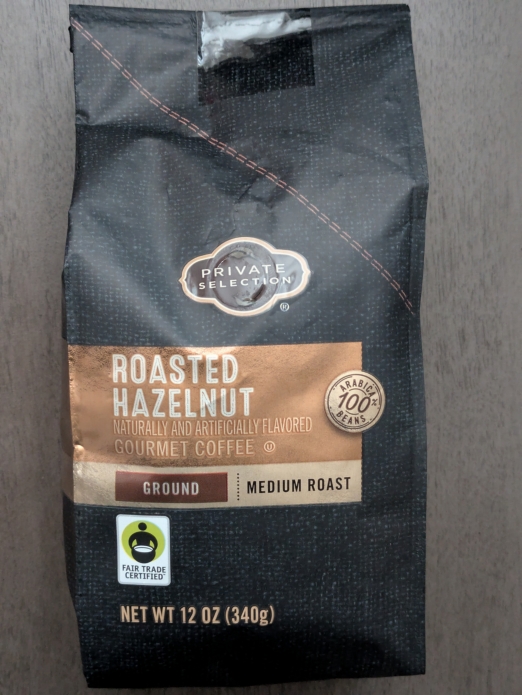 PRIVATE
SELECTION
®
ROASTED
HAZELNUT
NATURALLY AND ARTIFICIALLY FLAVORED
GOURMET COFFEE Ⓤ
ARABICA
100%
BEANS
GROUND
MEDIUM ROAST
FAIR TRADE
CERTIFIED™
NET WT 12 OZ (340g)